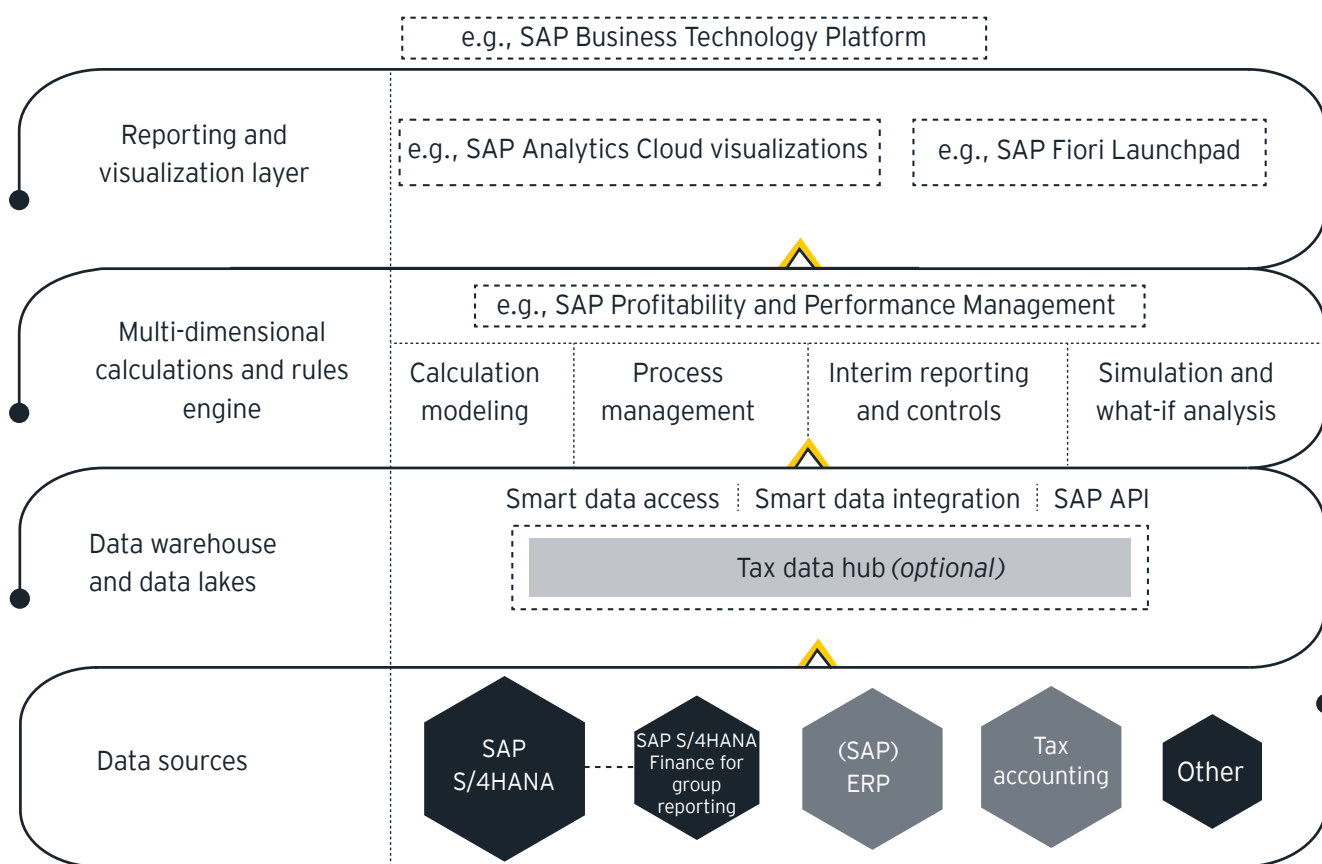 e.g., SAP Business Technology Platform
Reporting and
visualization layer
e.g., SAP Analytics Cloud visualizations
e.g., SAP Fiori Launchpad
Multi-dimensional
calculations and rules
engine
e.g., SAP Profitability and Performance Management
Calculation
modeling
Process
management
Interim reporting
and controls
Simulation and
what-if analysis
Data warehouse
and data lakes
Smart data access
Smart data integration
SAP API
Tax data hub (optional)
Data sources
SAP
S/4HANA
SAP S/4HANA
Finance for
group
reporting
(SAP)
ERP
Tax
accounting
Other